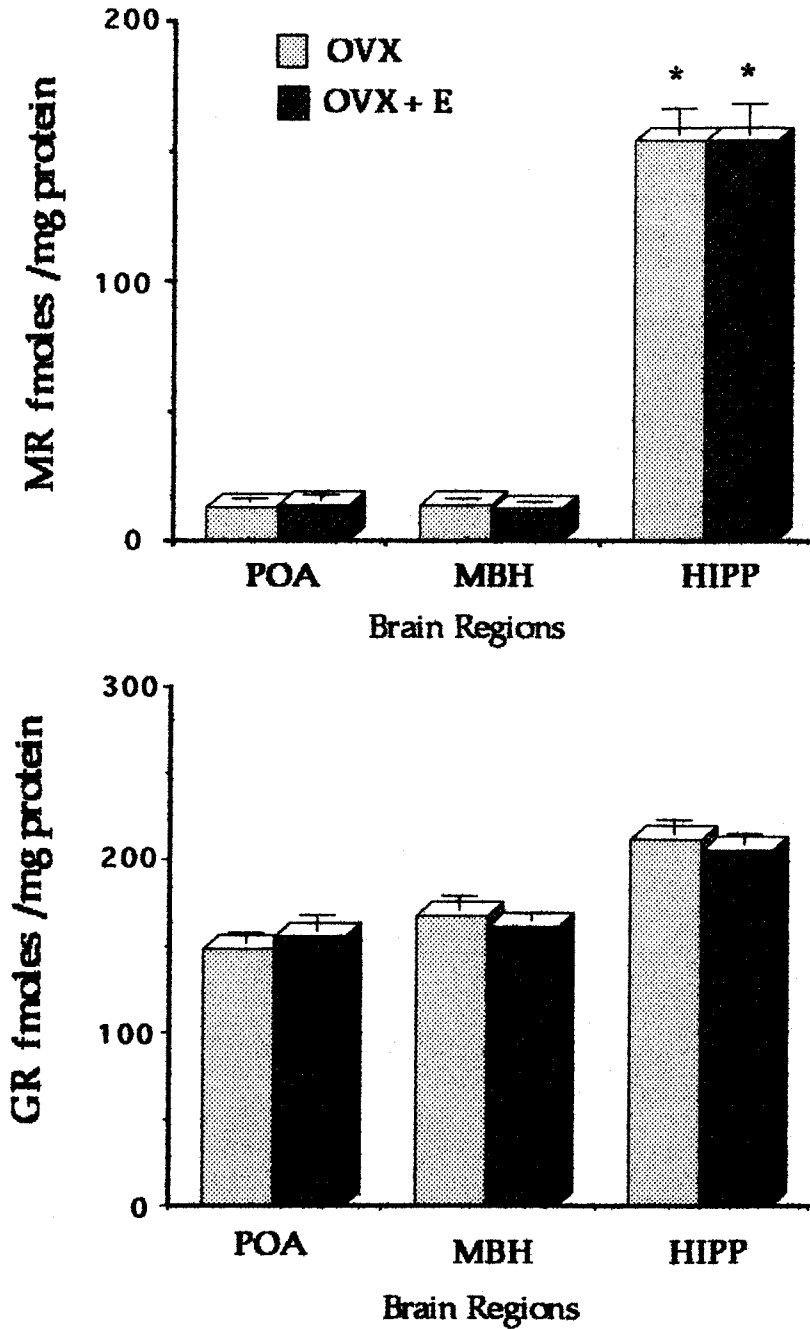 200
OVX
OVX + E
* *
100
0
MR fmoles /mg protein
POA MBH HIPP
Brain Regions
300
200
100
0
GR fmoles /mg protein
POA MBH HIPP
Brain Regions